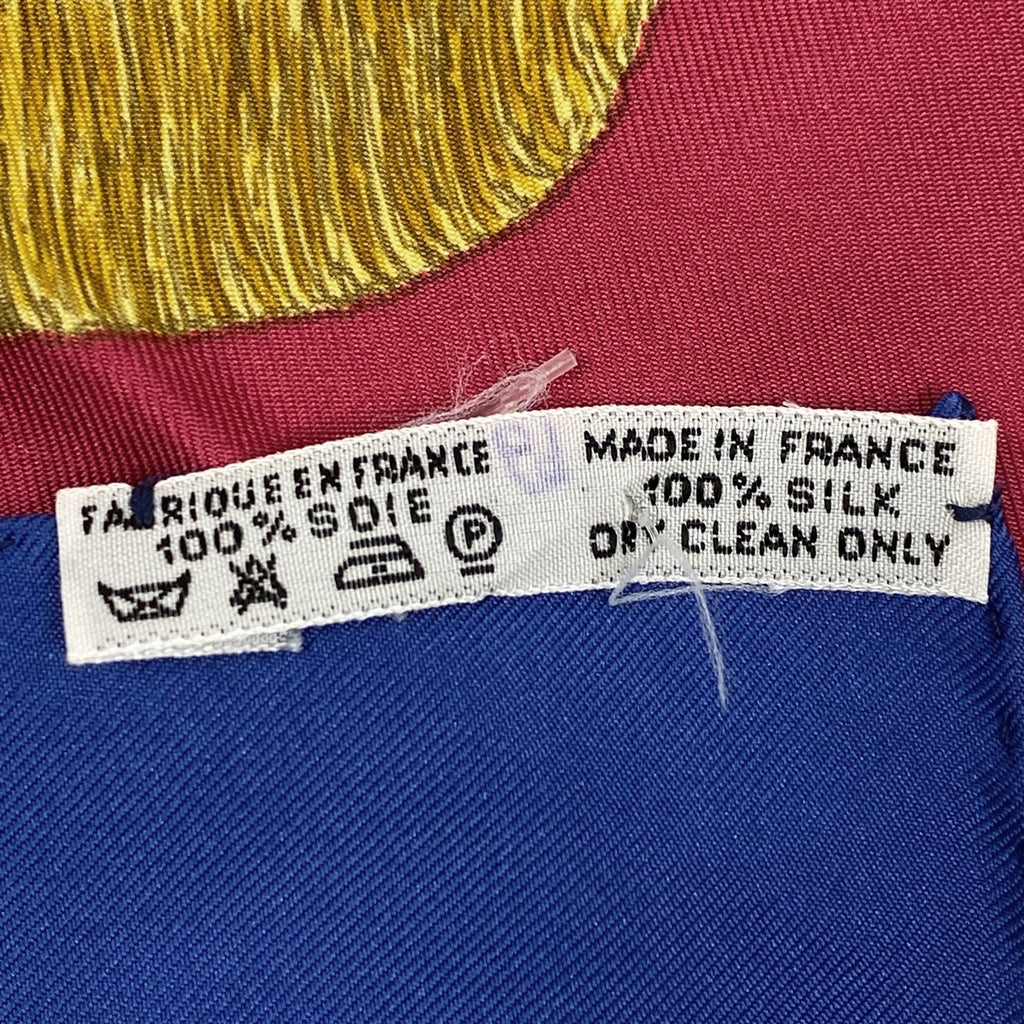 FABRIQUE EN FRANCE
100% SOIE
P
MADE IN FRANCE
100% SILK
DRY CLEAN ONLY